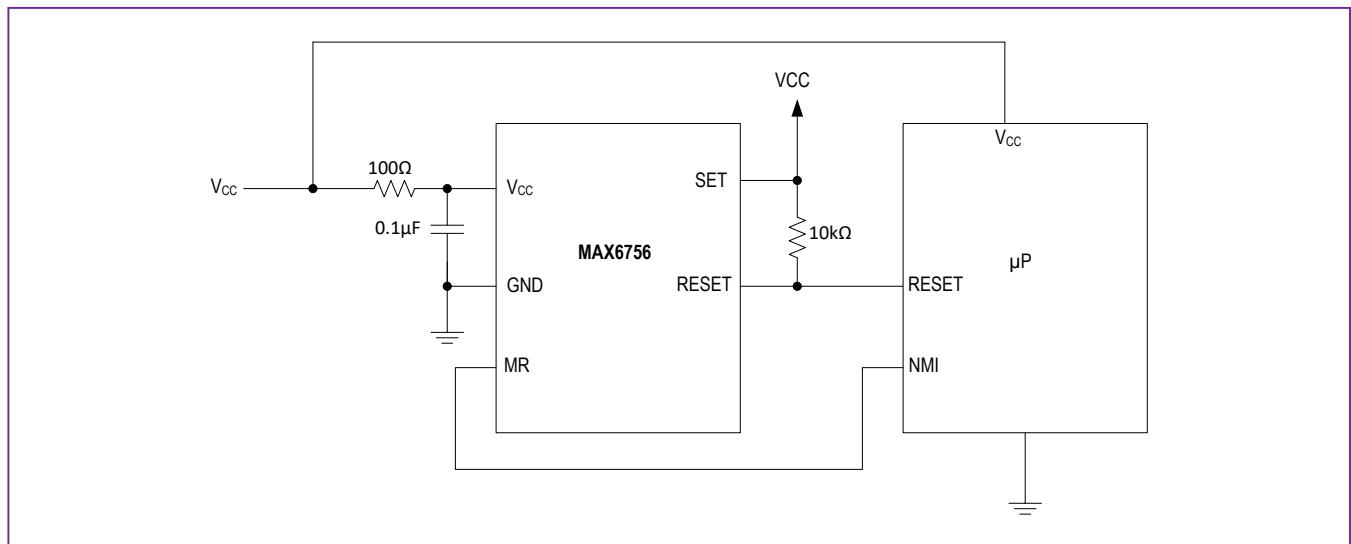 VCC
VCC
100Ω
VCC
SET
VCC
0.1µF
10kΩ
MAX6756
µP
GND
RESET
RESET
MR
NMI